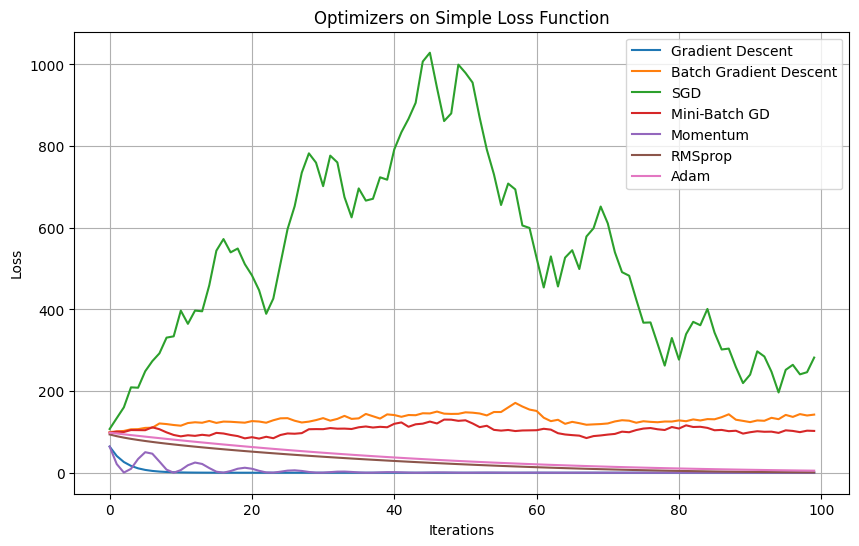 Optimizers on Simple Loss Function
Gradient Descent
Batch Gradient Descent
SGD
Mini-Batch GD
Momentum
RMSprop
Adam
Loss
1000
800
600
400
200
0
0 20 40 60 80 100
Iterations